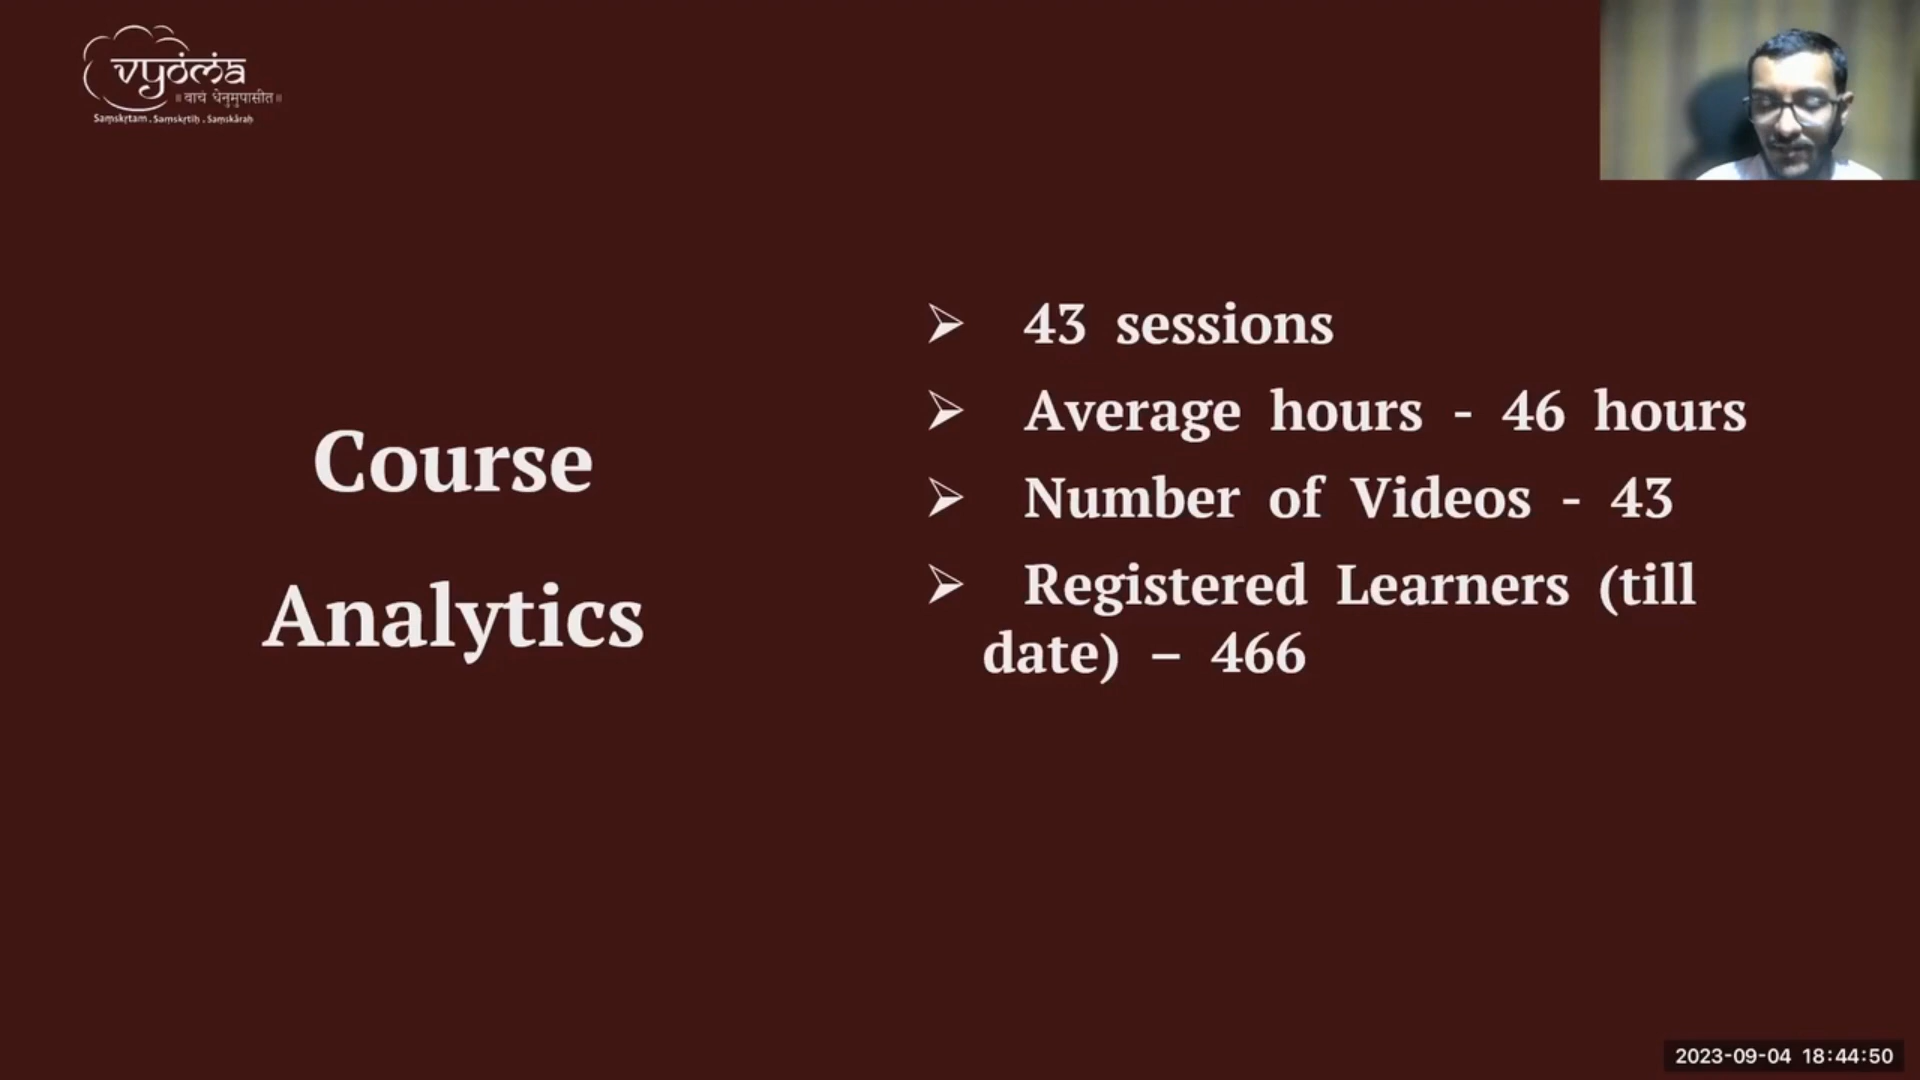 vyoma
॥ वाचं धेनुमुपासीत ॥
Saṃskṛtam . Saṃskṛtiḥ . Saṃskāraḥ
Course
Analytics
➢ 43 sessions
➢ Average hours - 46 hours
➢ Number of Videos - 43
➢ Registered Learners (till
date) – 466
2023-09-04 18:44:50